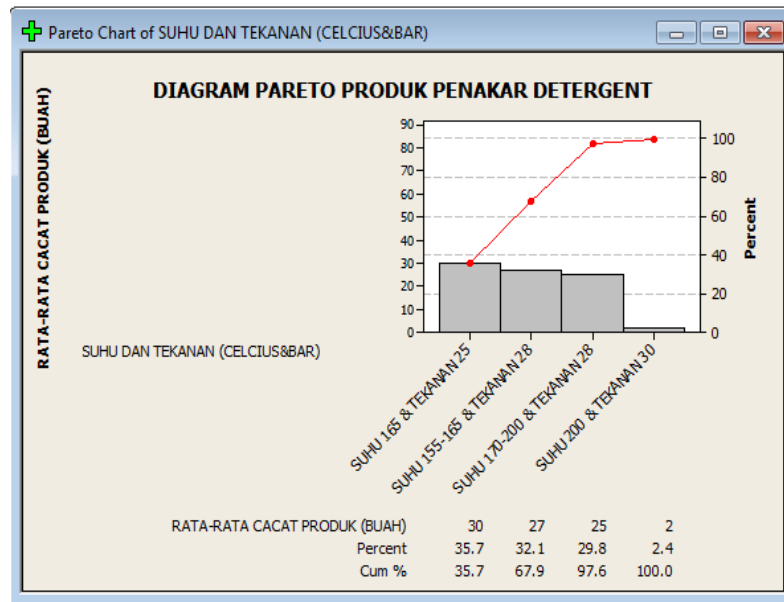 Pareto Chart of SUHU DAN TEKANAN (CELCIUS&BAR)
DIAGRAM PARETO PRODUK PENAKAR DETERGENT
RATA-RATA CACAT PRODUK (BUAH)
90
80
70
60
50
40
30
20
10
0
100
80
60
40
20
0
Percent
SUHU DAN TEKANAN (CELCIUS&BAR)
SUHU 165 & TEKANAN 25
SUHU 155-165 & TEKANAN 28
SUHU 170-200 & TEKANAN 28
SUHU 200 & TEKANAN 30
RATA-RATA CACAT PRODUK (BUAH) 30 27 25 2
Percent 35.7 32.1 29.8 2.4
Cum % 35.7 67.9 97.6 100.0